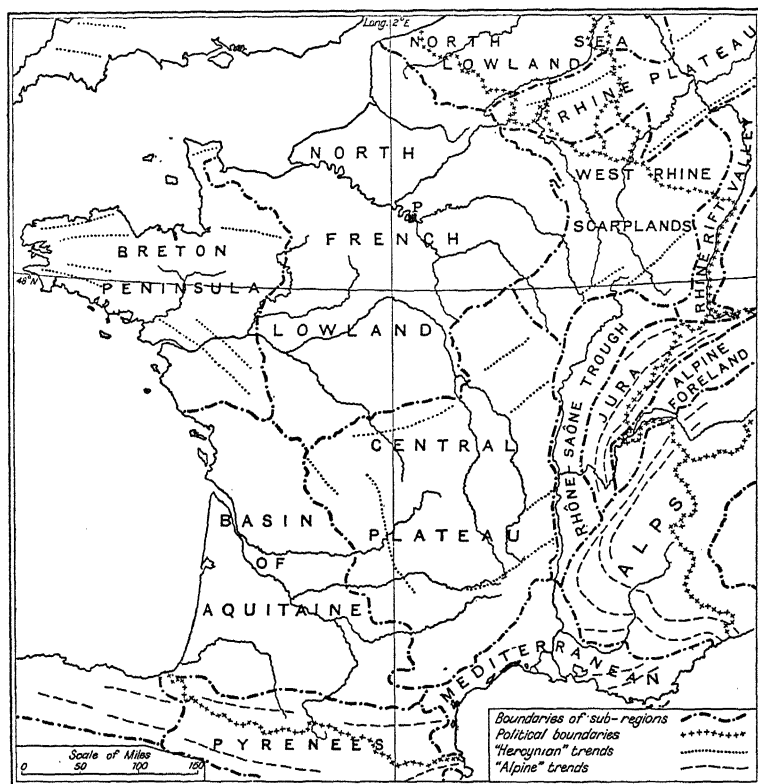 Long. 2°E
NORTH SEA
LOWLAND
RHINE PLATEAU
NORTH
WEST RHINE
RHINE RIFT VALLEY
P
SCARPLANDS
FRENCH
BRETON
48°N
PENINSULA
LOWLAND
RHÔNE-SAÔNE TROUGH
JURA
ALPINE
FORELAND
CENTRAL
BASIN
PLATEAU
ALPS
OF
AQUITAINE
MEDITERRANEAN
PYRENEES
Scale of Miles
0 50 100 150
Boundaries of sub-regions
Political boundaries
"Hercynian" trends
"Alpine" trends